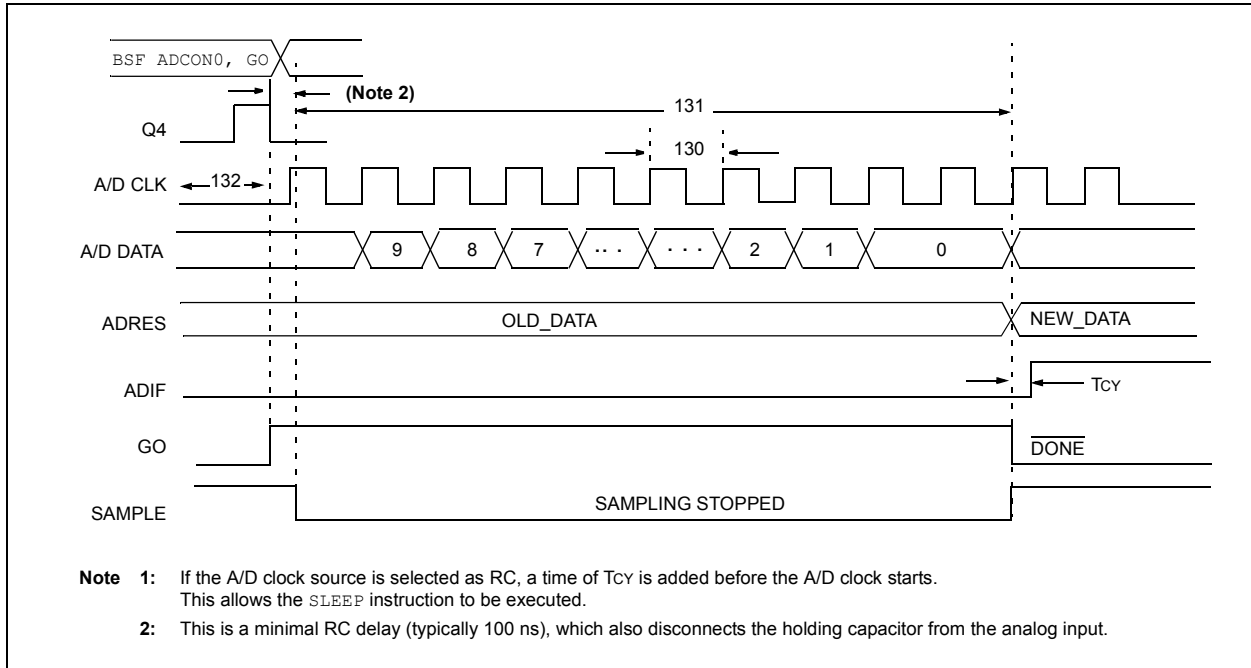 BSF ADCON0, GO
(Note 2)
131
Q4
130
A/D CLK
132
A/D DATA
9
8
7
. . .
. . .
2
1
0
ADRES
OLD_DATA
NEW_DATA
ADIF
TCY
GO
DONE
SAMPLE
SAMPLING STOPPED
Note 1: If the A/D clock source is selected as RC, a time of TCY is added before the A/D clock starts.
This allows the SLEEP instruction to be executed.
2: This is a minimal RC delay (typically 100 ns), which also disconnects the holding capacitor from the analog input.